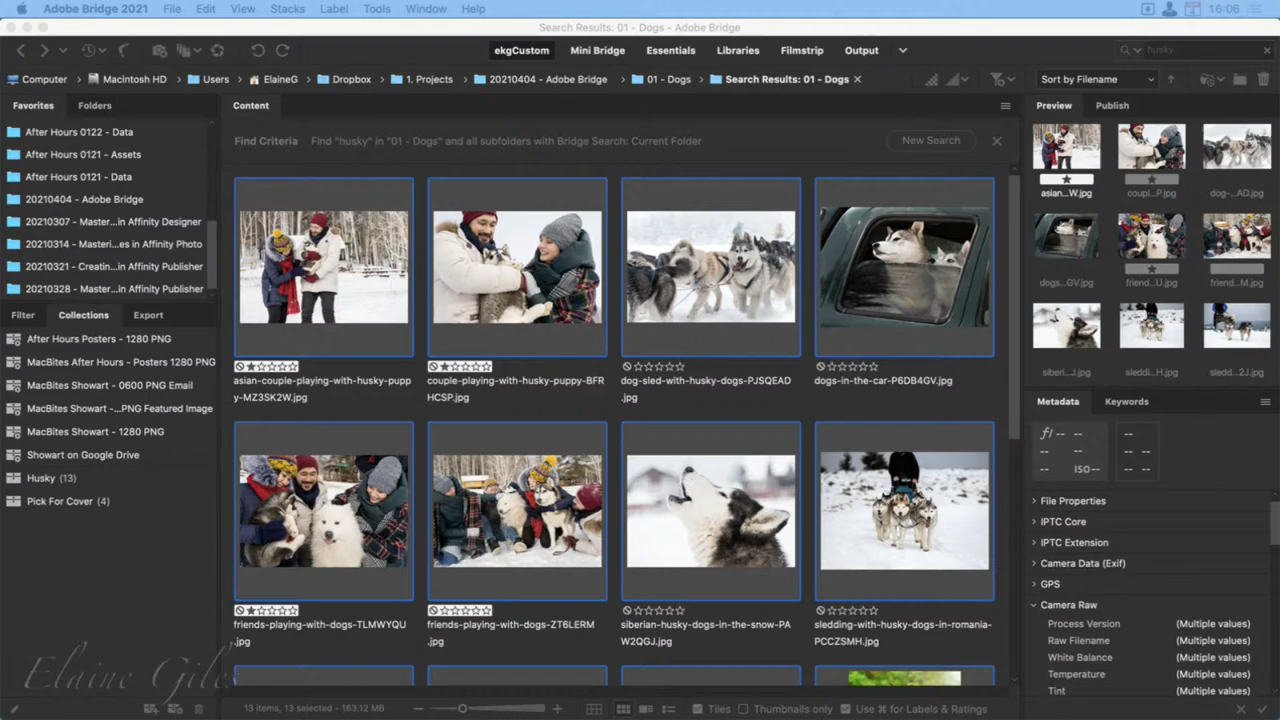 Adobe Bridge 2021 File Edit View Stacks Label Tools Window Help 16:06
Search Results: 01 - Dogs - Adobe Bridge
ekgCustom Mini Bridge Essentials Libraries Filmstrip Output husky
Computer Macintosh HD Users ElaineG Dropbox 1. Projects 20210404 - Adobe Bridge 01 - Dogs Search Results: 01 - Dogs Sort by Filename
Favorites Folders
After Hours 0122 - Data
After Hours 0121 - Assets
After Hours 0121 - Data
20210404 - Adobe Bridge
20210307 - Master...in Affinity Designer
20210314 - Masteri...es in Affinity Photo
20210321 - Creatin...in Affinity Publisher
20210328 - Master...in Affinity Publisher
Filter Collections Export
After Hours Posters - 1280 PNG
MacBites After Hours - Posters 1280 PNG
MacBites Showart - 0600 PNG Email
MacBites Showart -...PNG Featured Image
MacBites Showart - 1280 PNG
Showart on Google Drive
Husky (13)
Pick For Cover (4)
Content
Find Criteria Find "husky" in "01 - Dogs" and all subfolders with Bridge Search: Current Folder New Search
asian-couple-playing-with-husky-pupp
y-MZ3SK2W.jpg
couple-playing-with-husky-puppy-BFR
HCSP.jpg
dog-sled-with-husky-dogs-PJSQEAD
.jpg
dogs-in-the-car-P6DB4GV.jpg
friends-playing-with-dogs-TLMWYQU
.jpg
friends-playing-with-dogs-ZT6LERM
.jpg
siberian-husky-dogs-in-the-snow-PA
W2QGJ.jpg
sledding-with-husky-dogs-in-romania-
PCCZSMH.jpg
Preview Publish
asian...W.jpg coupl...P.jpg dog-...AD.jpg
dogs...GV.jpg friend...U.jpg friend...M.jpg
siberi...J.jpg sleddi...H.jpg sledd...2J.jpg
Metadata Keywords
f/ -- --
-- ISO--
--
-- --
-- --
File Properties
IPTC Core
IPTC Extension
Camera Data (Exif)
GPS
Camera Raw
Process Version (Multiple values)
Raw Filename (Multiple values)
White Balance (Multiple values)
Temperature (Multiple values)
Tint (Multiple values)
Elaine Giles
13 items, 13 selected - 163.12 MB Tiles Thumbnails only Use ⌘ for Labels & Ratings